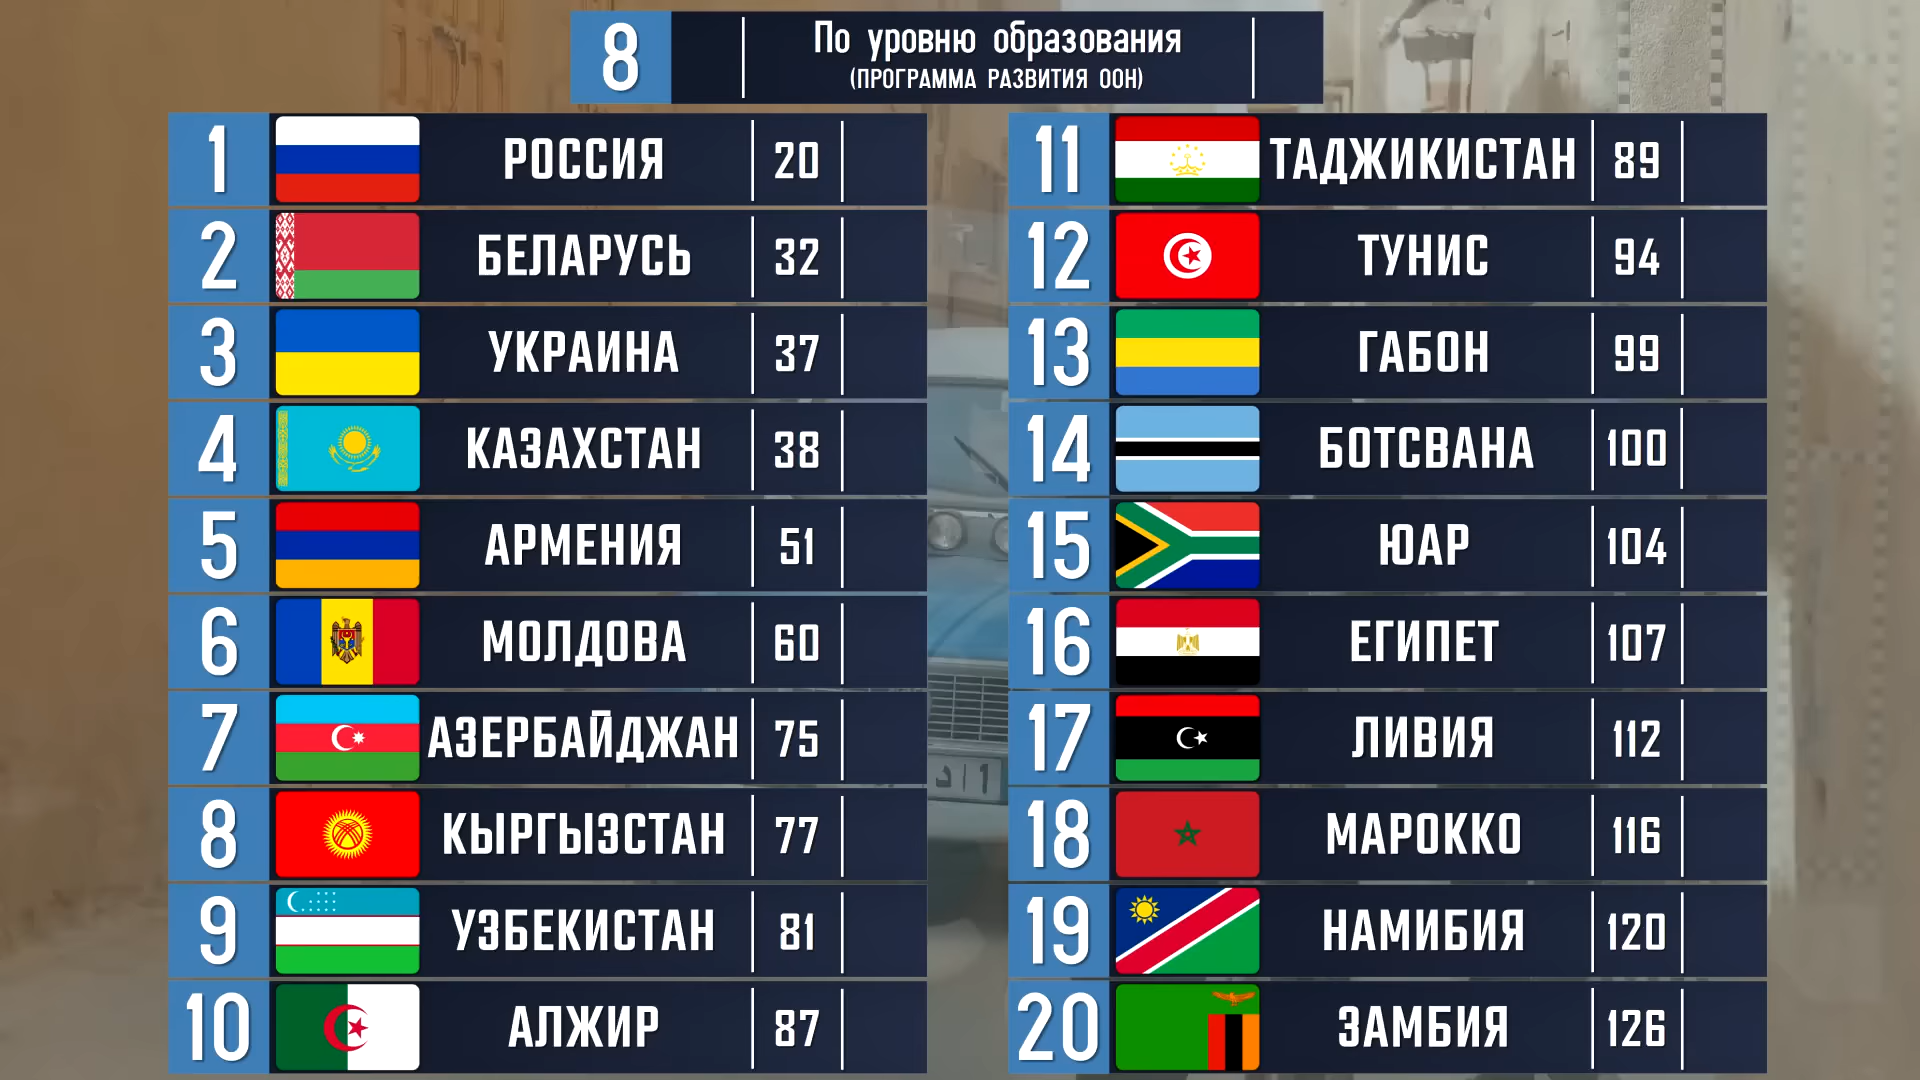 8
По уровню образования
(ПРОГРАММА РАЗВИТИЯ ООН)
1 РОССИЯ 20
2 БЕЛАРУСЬ 32
3 УКРАИНА 37
4 КАЗАХСТАН 38
5 АРМЕНИЯ 51
6 МОЛДОВА 60
7 АЗЕРБАЙДЖАН 75
8 КЫРГЫЗСТАН 77
9 УЗБЕКИСТАН 81
10 АЛЖИР 87
11 ТАДЖИКИСТАН 89
12 ТУНИС 94
13 ГАБОН 99
14 БОТСВАНА 100
15 ЮАР 104
16 ЕГИПЕТ 107
17 ЛИВИЯ 112
18 МАРОККО 116
19 НАМИБИЯ 120
20 ЗАМБИЯ 126